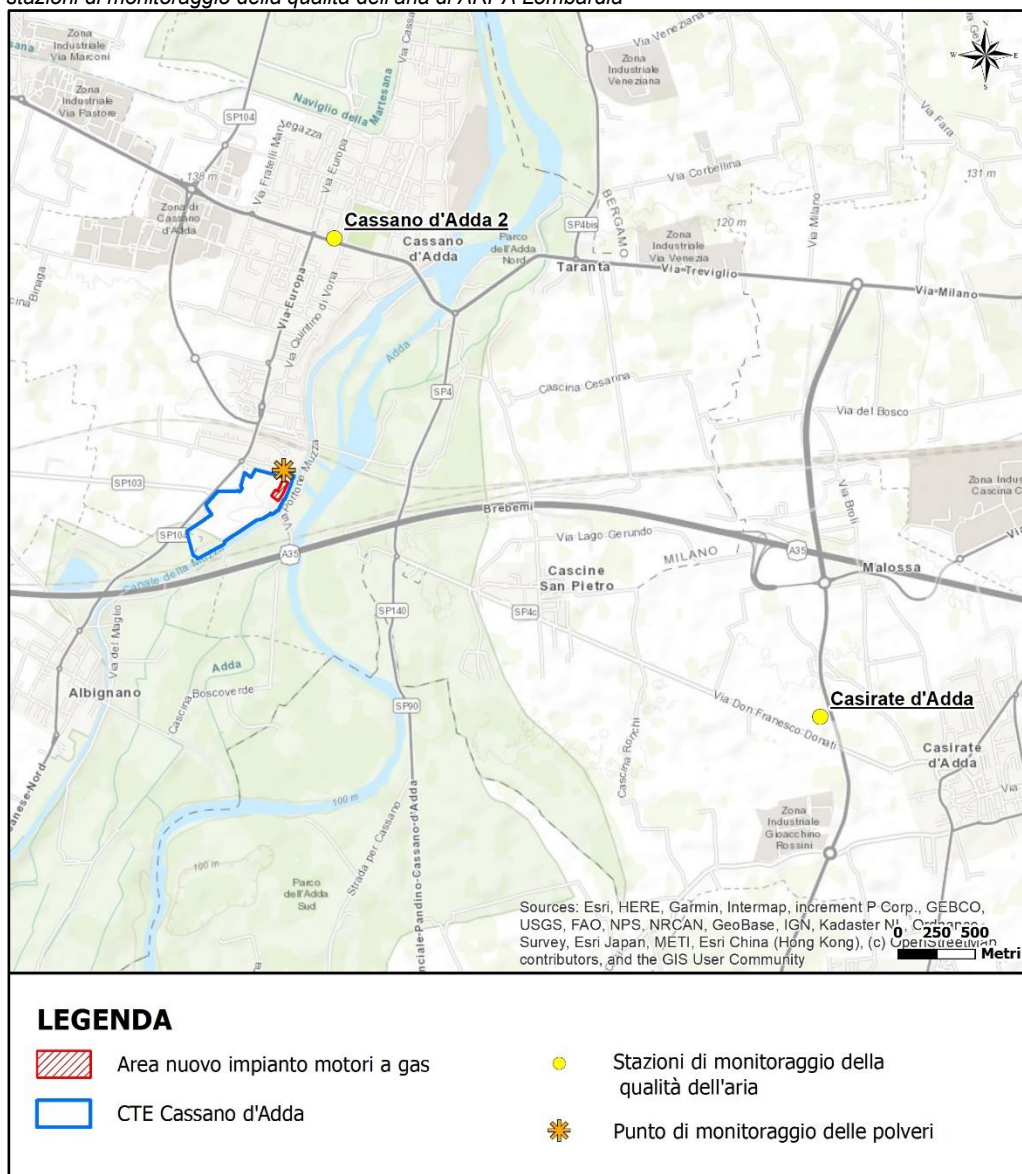 stazioni di monitoraggio della qualità dell'aria di ARPA Lombardia
Zona
Industriale
Via Marconi
Zona
Industriale
Via Pastore
SP104
Naviglio della
Martesana
Via Europa
138 m
Zona di
Cassano
d'Adda
Cassano d'Adda 2
Cassano
d'Adda
Parco
dell'Adda
Nord
SP4bis
BERGAMO
Taranta
Zona
Industriale
Veneziana
Via Corbellina
Via Fara
131 m
120 m
Zona
Industriale
Via Venezia
Via Milano
Via Treviglio
Via Milano
Via Europa
Via Quintino di Vona
Adda
SP4
Cascina Cesarina
Via del Bosco
SP103
Via Pontone Muzza
Brebemi
Via Lago Gerundo
MILANO
A35
Via Broli
Malossa
A35
Canale della Muzza
Cascine
San Pietro
SP4c
SP140
Via del Maglio
Albignano
Adda
Cascina Boscoverde
SP90
Via Don Franesco Donati
Casirate d'Adda
Casirate
d'Adda
Cascina Ronchi
Zona
Industriale
Gioacchino
Rossini
100 m
100 m
Strada per Cassano
Parco
dell'Adda
Sud
Sources: Esri, HERE, Garmin, Intermap, increment P Corp., GEBCO,
USGS, FAO, NPS, NRCAN, GeoBase, IGN, Kadaster NL, Ordnance
Survey, Esri Japan, METI, Esri China (Hong Kong), (c) OpenStreetMap
contributors, and the GIS User Community
0 250 500
Metri
LEGENDA
Area nuovo impianto motori a gas
CTE Cassano d'Adda
Stazioni di monitoraggio della
qualità dell'aria
Punto di monitoraggio delle polveri